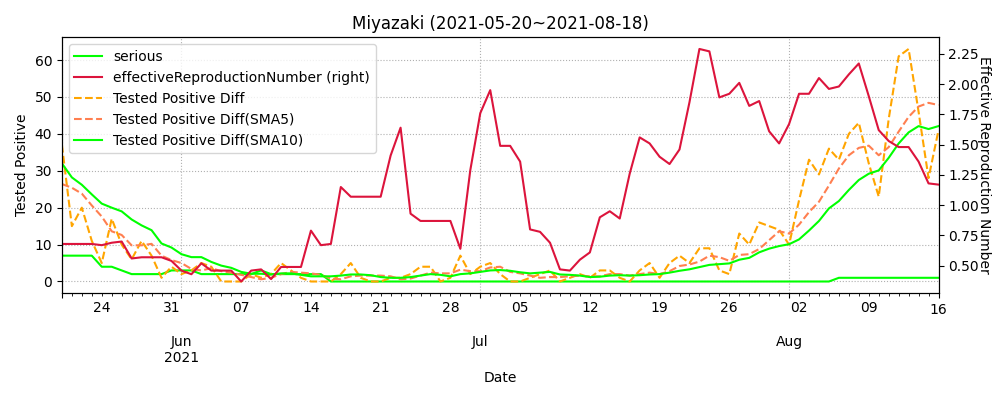 Miyazaki (2021-05-20~2021-08-18)
serious
effectiveReproductionNumber (right)
Tested Positive Diff
Tested Positive Diff(SMA5)
Tested Positive Diff(SMA10)
Tested Positive
60
50
40
30
20
10
0
2.25
2.00
1.75
1.50
1.25
1.00
0.75
0.50
Effective Reproduction Number
24
31
07
14
21
28
05
12
19
26
02
09
16
Jun
2021
Jul
Aug
Date